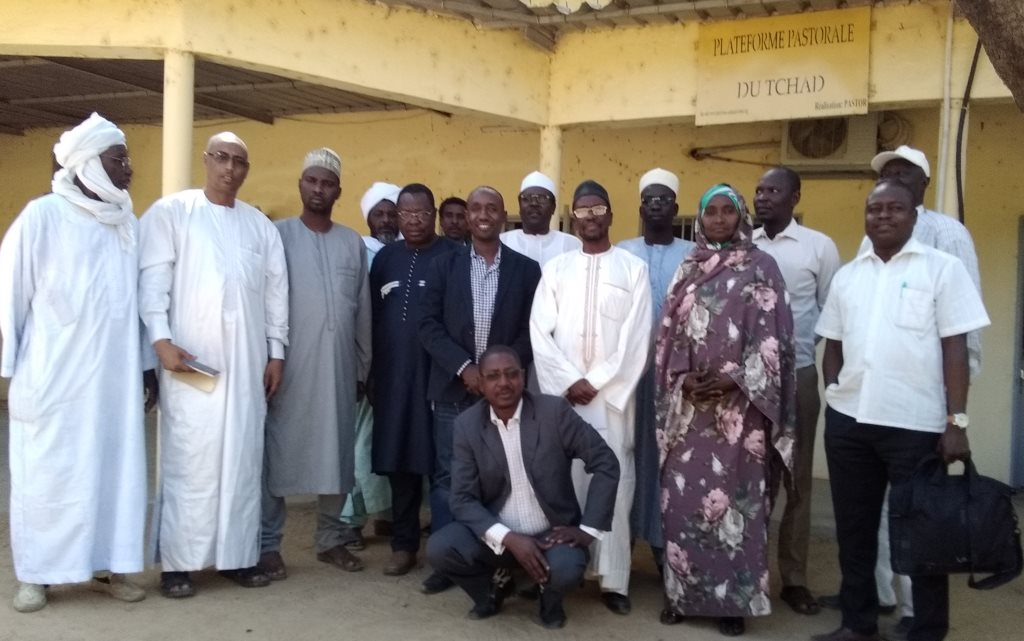 PLATEFORME PASTORALE
DU TCHAD
Réalisation: PASTOR